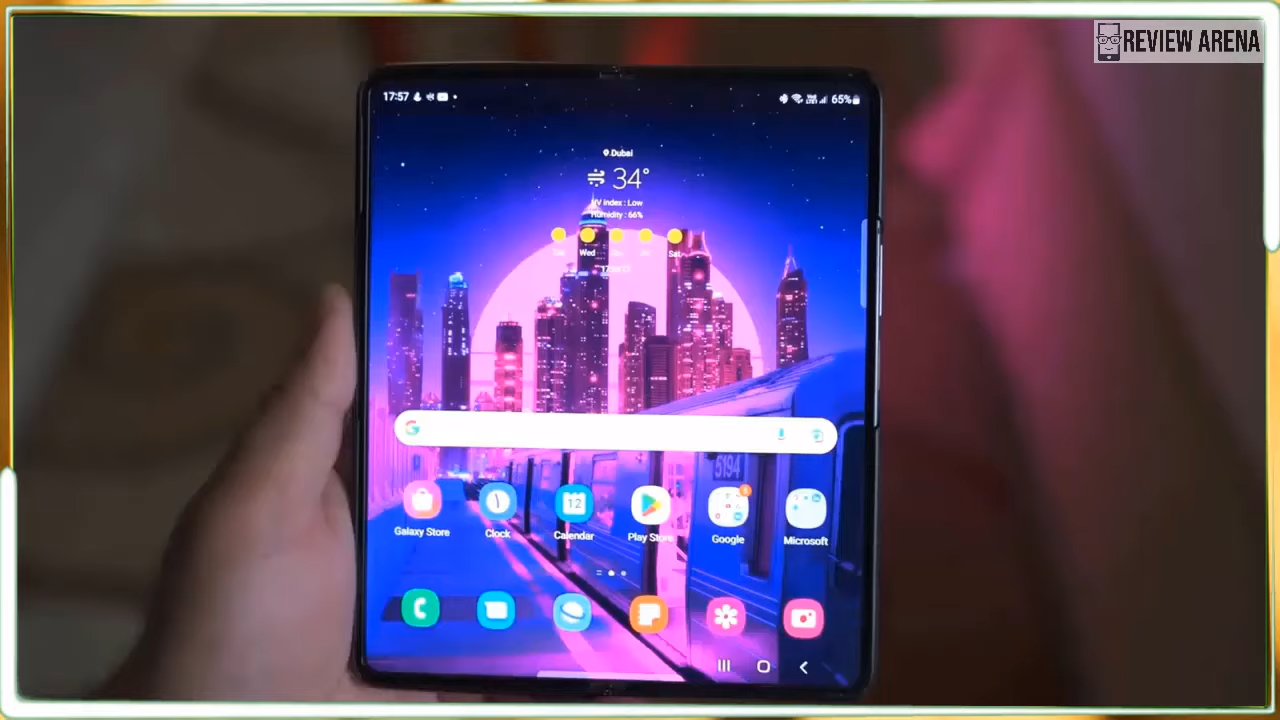 REVIEW ARENA
17:57
65%
Dubai
34°
UV index : Low
Humidity : 66%
Wed
Sat
5194
12
Galaxy Store
Clock
Calendar
Play Store
Google
Microsoft